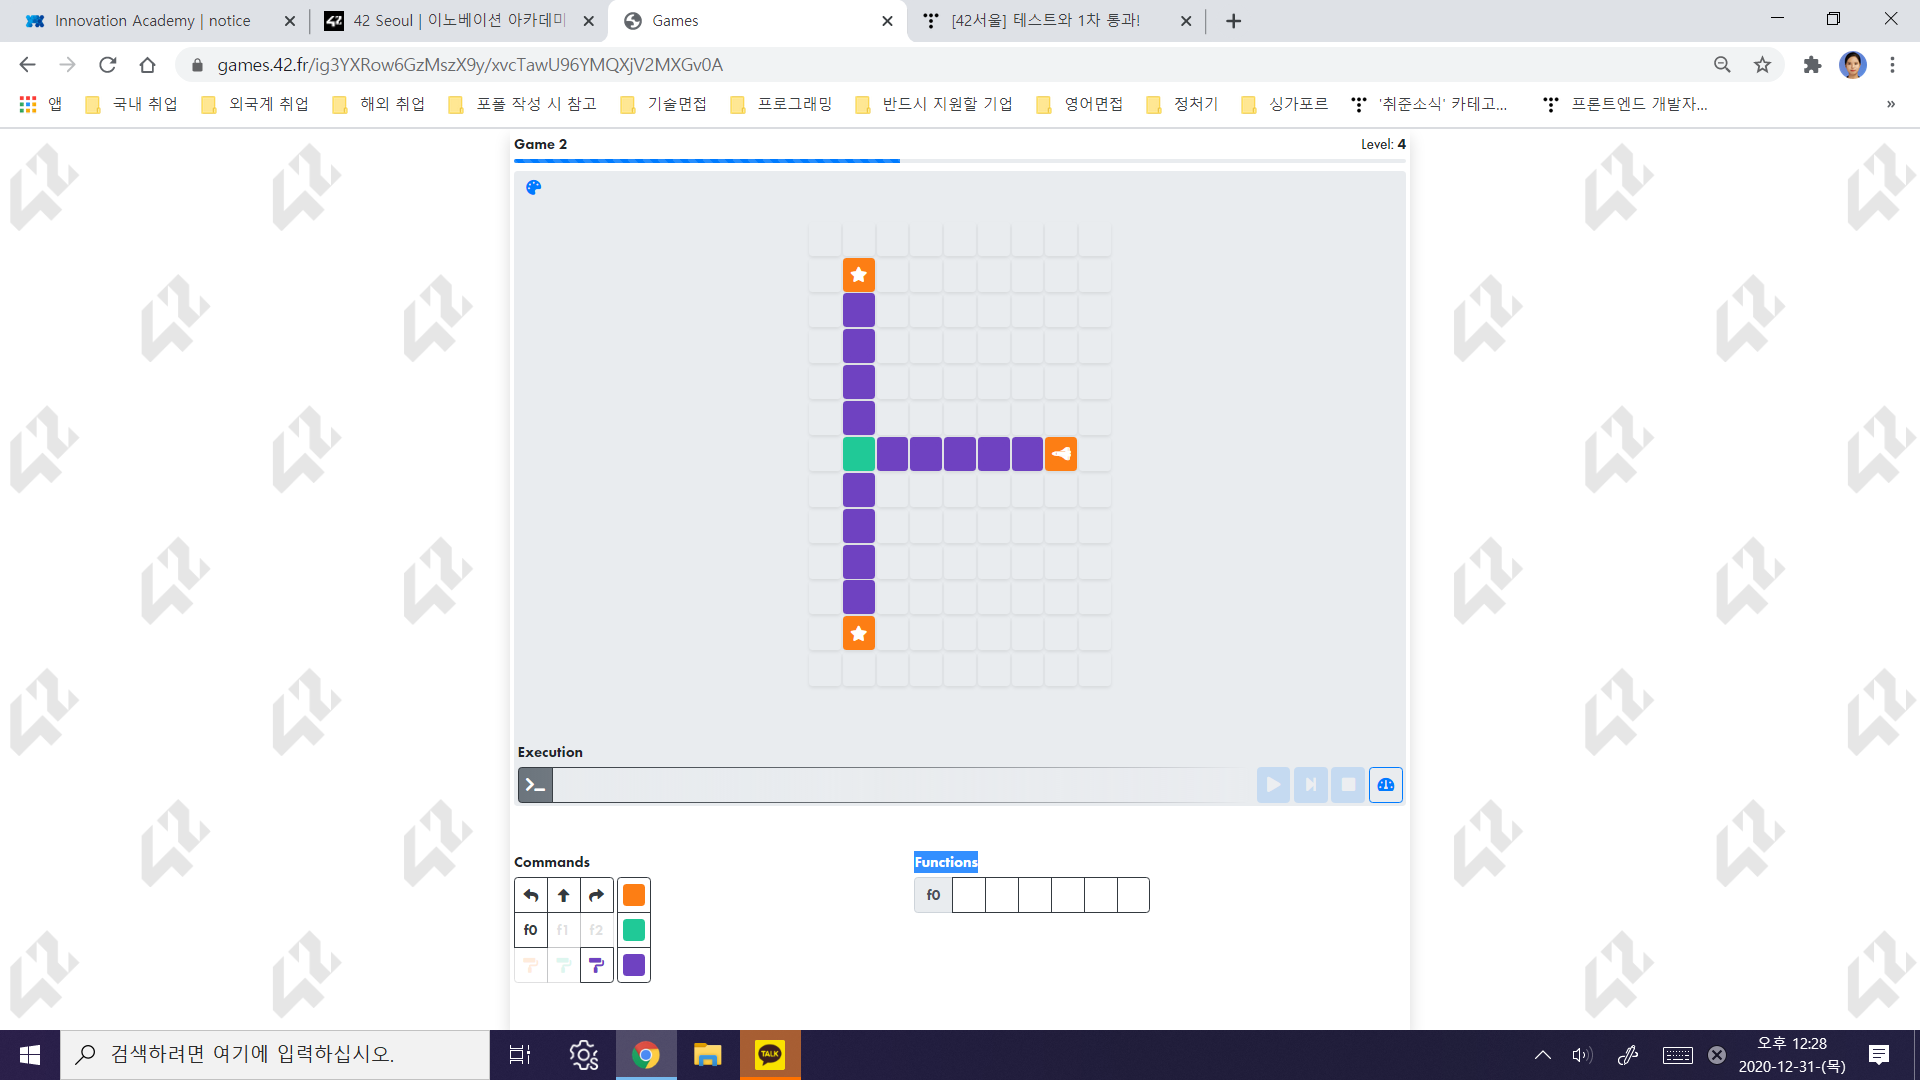 Innovation Academy | notice
42 Seoul | 이노베이션 아카데미
Games
[42서울] 테스트와 1차 통과!
games.42.fr/ig3YXRow6GzMszX9y/xvcTawU96YMQXjV2MXGv0A
앱
국내 취업
외국계 취업
해외 취업
포폴 작성 시 참고
기술면접
프로그래밍
반드시 지원할 기업
영어면접
정처기
싱가포르
'취준소식' 카테고...
프론트엔드 개발자...
»
Game 2
Level: 4
Execution
Commands
Functions
f0
f0 f1 f2
검색하려면 여기에 입력하십시오.
TALK
오후 12:28
2020-12-31-(목)